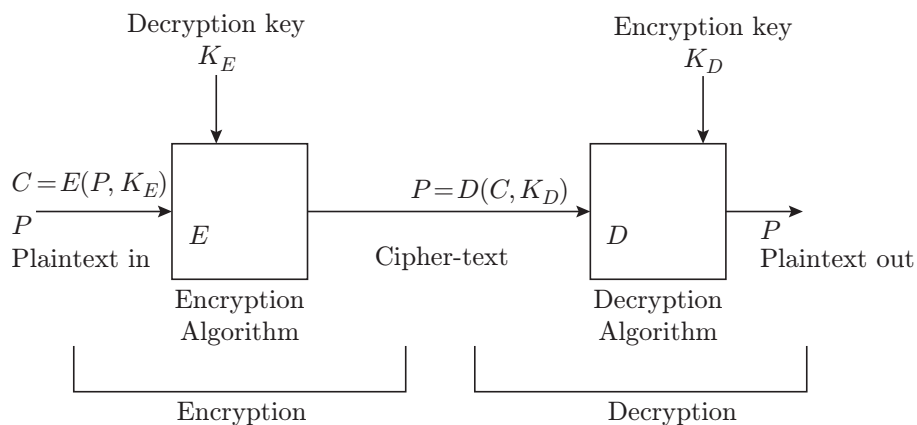 Decryption key
K_E
Encryption key
K_D
C = E(P, K_E)
P = D(C, K_D)
P
E
D
P
Plaintext in
Cipher-text
Plaintext out
Encryption
Algorithm
Decryption
Algorithm
Encryption
Decryption